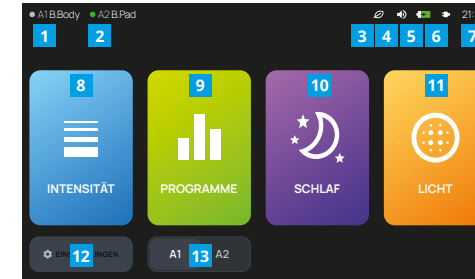 A1 B.Body A2 B.Pad 21:
1 2 3 4 5 6 7
8 9 10 11
INTENSITÄT PROGRAMME SCHLAF LICHT
12 A1 13 A2